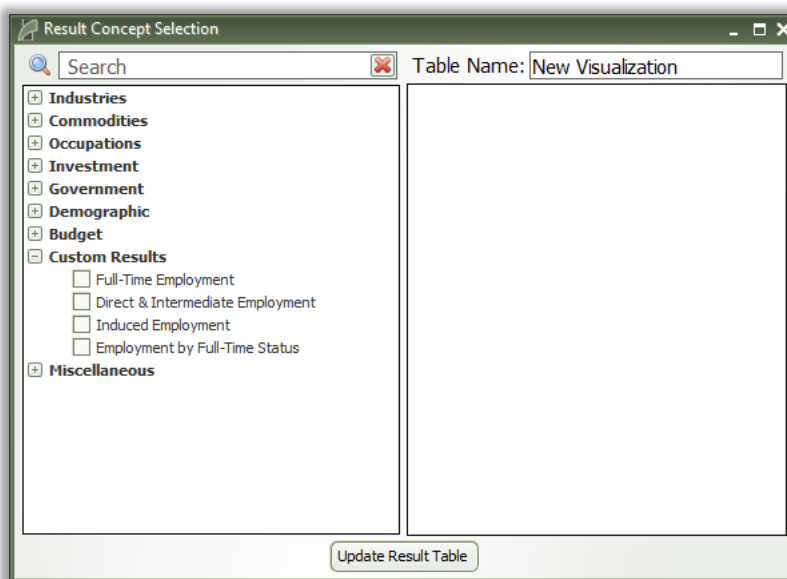 Result Concept Selection
Search
Table Name: New Visualization
Industries
Commodities
Occupations
Investment
Government
Demographic
Budget
Custom Results
Full-Time Employment
Direct & Intermediate Employment
Induced Employment
Employment by Full-Time Status
Miscellaneous
Update Result Table